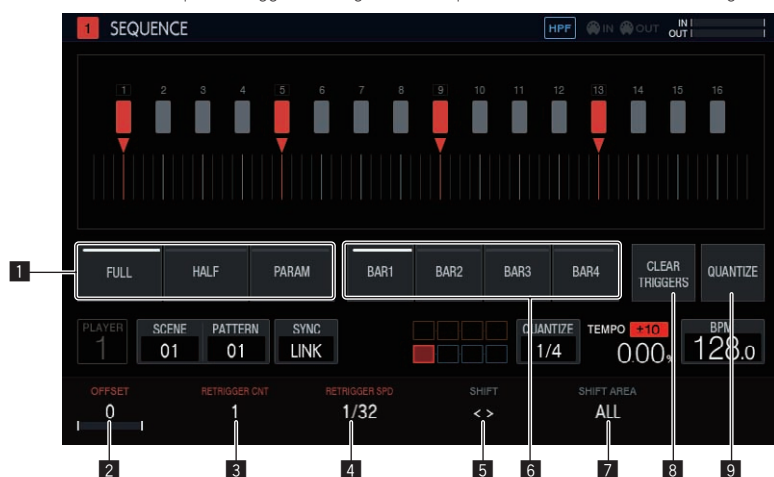 1 SEQUENCE HPF IN OUT IN
OUT
1 2 3 4 5 6 7 8 9 10 11 12 13 14 15 16
1 FULL HALF PARAM BAR1 BAR2 BAR3 BAR4 CLEAR TRIGGERS QUANTIZE
PLAYER SCENE PATTERN SYNC QUANTIZE TEMPO ±10 BPM
1 01 01 LINK 1/4 0.00% 128.0
OFFSET RETRIGGER CNT RETRIGGER SPD SHIFT SHIFT AREA
0 1 1/32 < > ALL
2 3 4 5 6 7 8 9